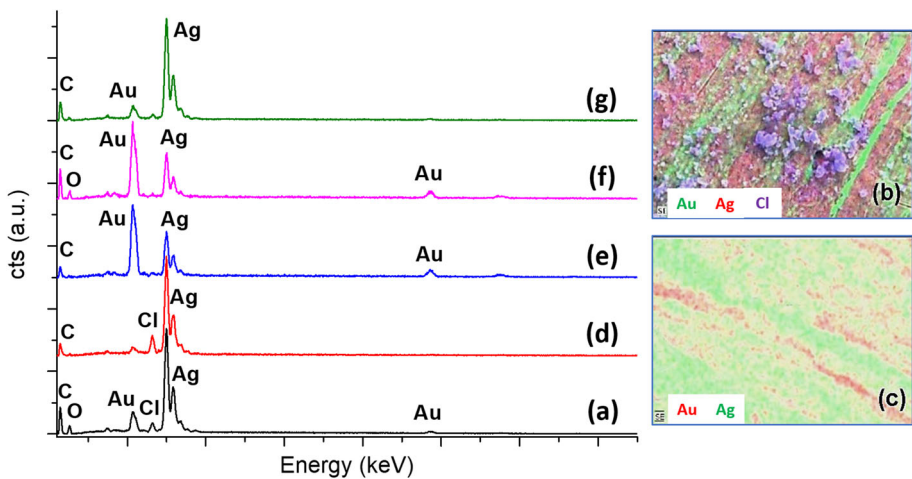 Ag
C
Au
(g)
Au
Ag
C
O
Au
(f)
Au
Ag
C
Au
(e)
Cl
Ag
C
(d)
C
O
Au
Cl
Ag
Au
(a)
cts (a.u.)
Energy (keV)
Au Ag Cl
(b)
Au Ag
(c)